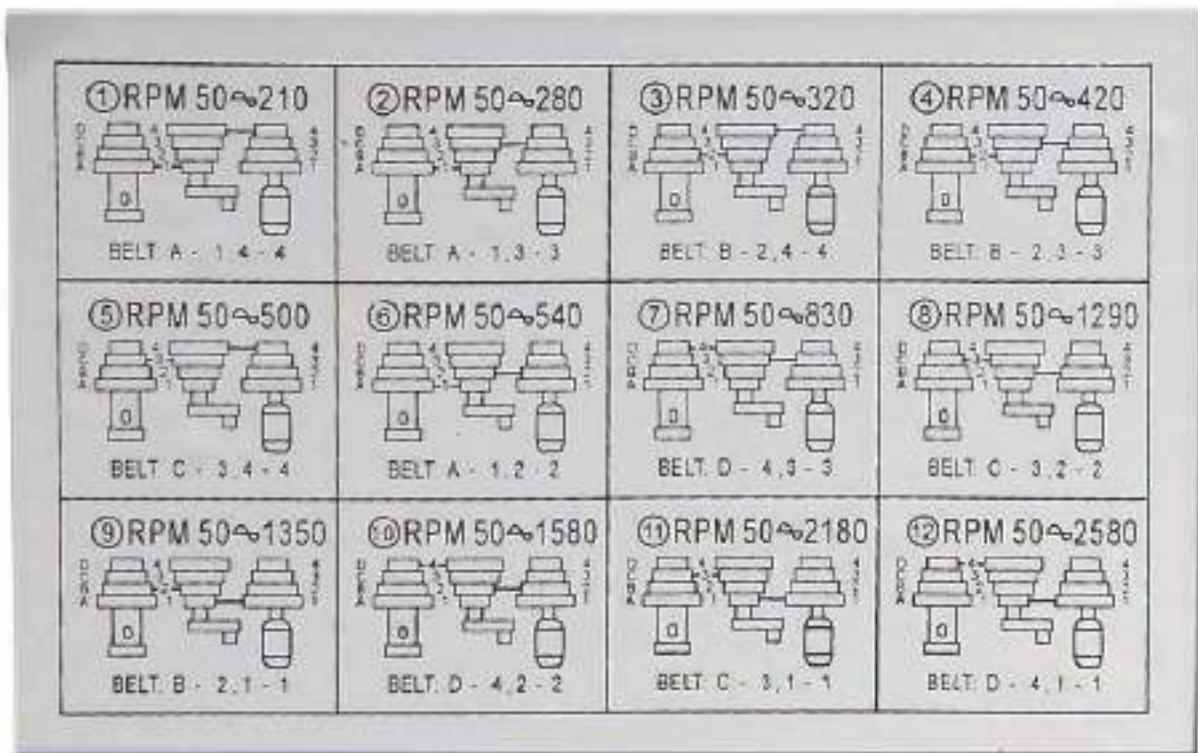 ①RPM 50∿210
BELT: A - 1,4 - 4
②RPM 50∿280
BELT: A - 1,3 - 3
③RPM 50∿320
BELT: B - 2,4 - 4
④RPM 50∿420
BELT: B - 2,3 - 3
⑤RPM 50∿500
BELT: C - 3,4 - 4
⑥RPM 50∿540
BELT: A - 1,2 - 2
⑦RPM 50∿830
BELT: D - 4,3 - 3
⑧RPM 50∿1290
BELT: C - 3,2 - 2
⑨RPM 50∿1350
BELT: B - 2,1 - 1
⑩RPM 50∿1580
BELT: D - 4,2 - 2
⑪RPM 50∿2180
BELT: C - 3,1 - 1
⑫RPM 50∿2580
BELT: D - 4,1 - 1